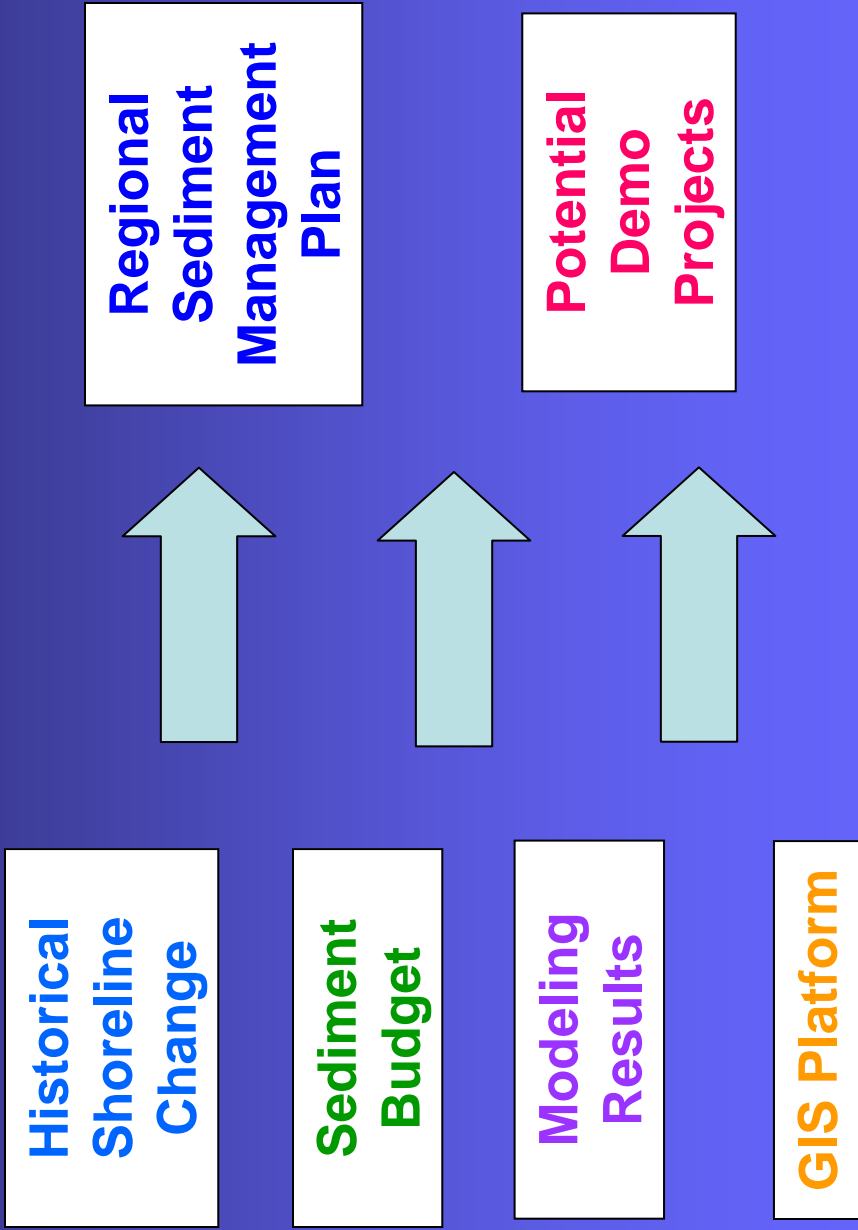 Historical
Shoreline
Change
Sediment
Budget
Modeling
Results
GIS Platform
Regional
Sediment
Management
Plan
Potential
Demo
Projects